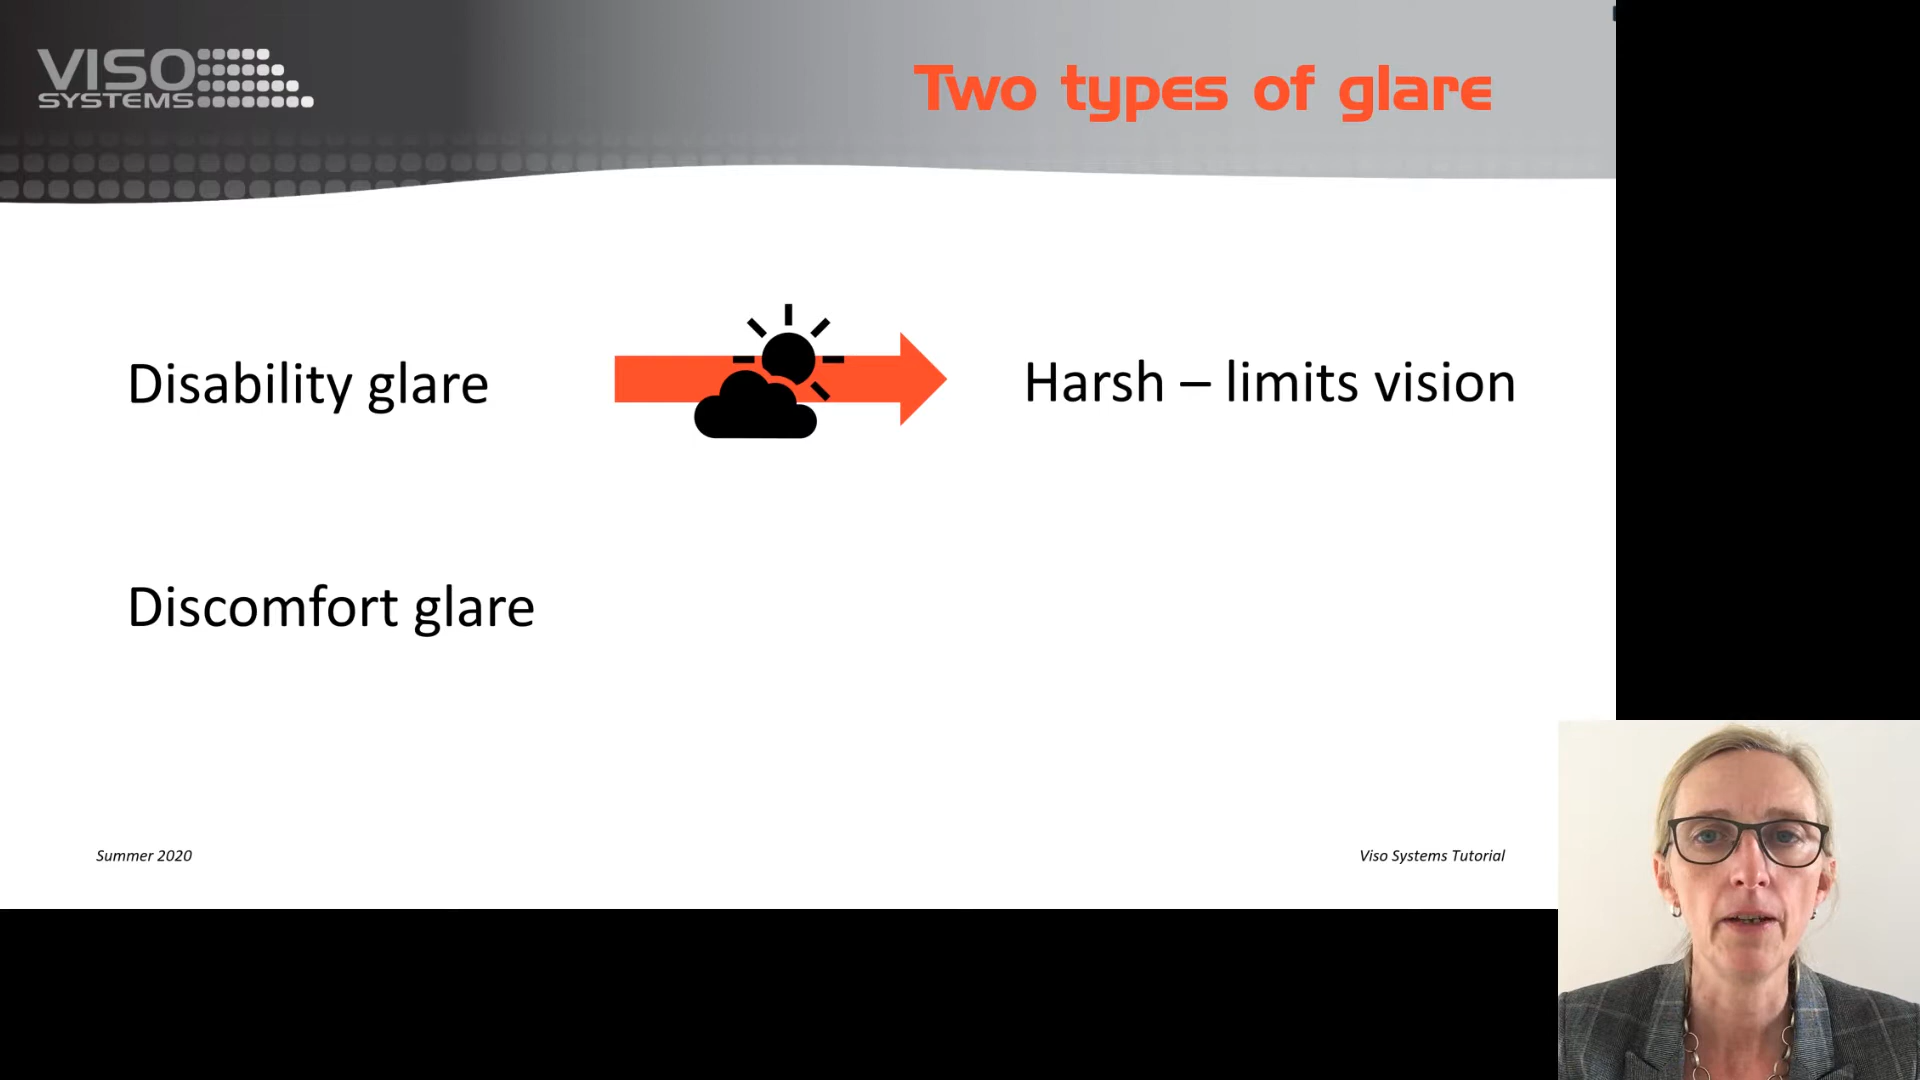 VISO
SYSTEMS
Two types of glare
Disability glare
Harsh – limits vision
Discomfort glare
Summer 2020
Viso Systems Tutorial